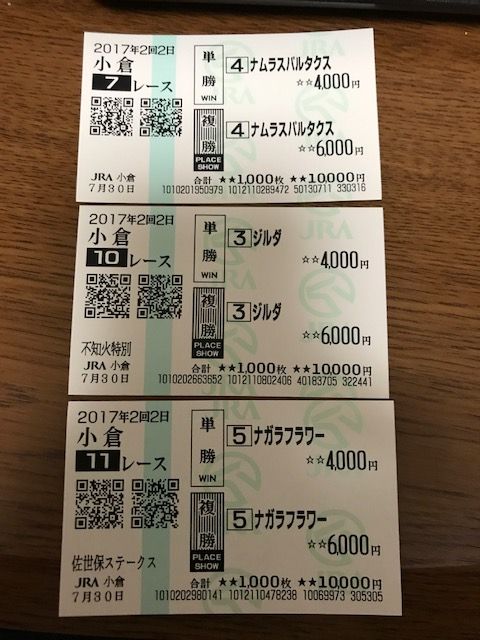 2017年2回2日
小倉
7レース
単勝
WIN
4 ナムラスパルタクス
☆☆4,000円
複勝
PLACE
SHOW
4 ナムラスパルタクス
☆☆6,000円
JRA 小倉
7月30日
合計 ★★1,000枚 ★★10,000円
1010201950979 1012110289472 50130711 330316
2017年2回2日
小倉
10レース
単勝
WIN
3 ジルダ
☆☆4,000円
複勝
PLACE
SHOW
3 ジルダ
☆☆6,000円
不知火特別
JRA 小倉
7月30日
合計 ★★1,000枚 ★★10,000円
1010202663652 1012110802406 40183705 322441
2017年2回2日
小倉
11レース
単勝
WIN
5 ナガラフラワー
☆☆4,000円
複勝
PLACE
SHOW
5 ナガラフラワー
☆☆6,000円
佐世保ステークス
JRA 小倉
7月30日
合計 ★★1,000枚 ★★10,000円
1010202980141 1012110478238 10069973 305305